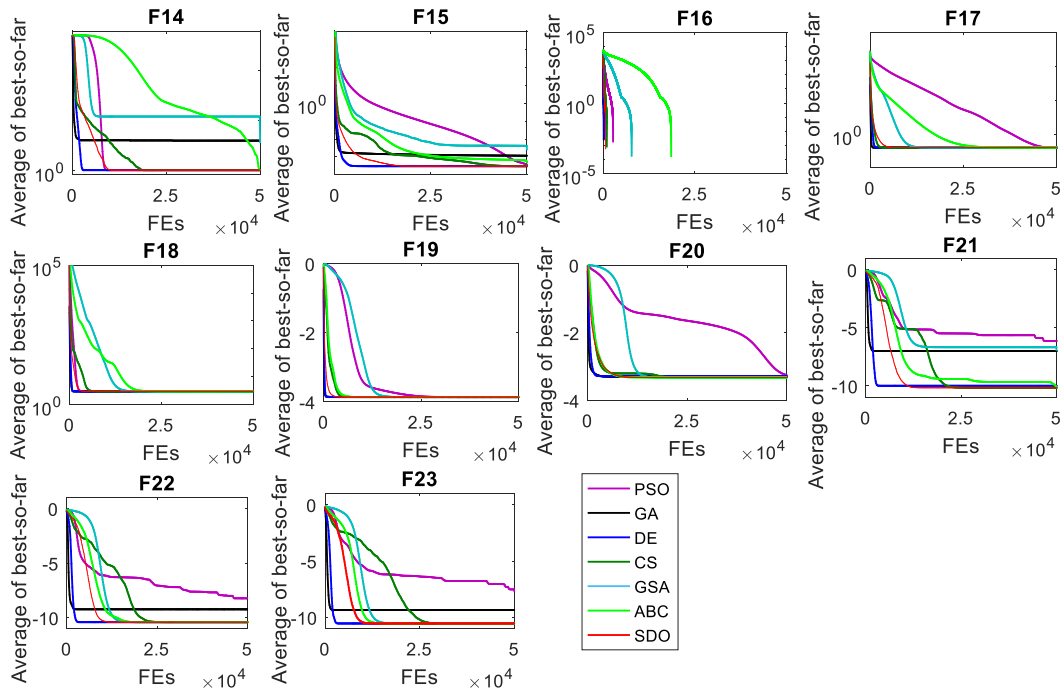 F14
Average of best-so-far
10^0
0 2.5 5
FEs ×10^4
F15
Average of best-so-far
10^0
0 2.5 5
FEs ×10^4
F16
Average of best-so-far
10^5
10^0
10^-5
0 2.5 5
FEs ×10^4
F17
Average of best-so-far
10^0
0 2.5 5
FEs ×10^4
F18
Average of best-so-far
10^5
10^0
0 2.5 5
FEs ×10^4
F19
Average of best-so-far
0
-2
-4
0 2.5 5
FEs ×10^4
F20
Average of best-so-far
0
-2
-4
0 2.5 5
FEs ×10^4
F21
Average of best-so-far
0
-5
-10
0 2.5 5
FEs ×10^4
F22
Average of best-so-far
0
-5
-10
0 2.5 5
FEs ×10^4
F23
Average of best-so-far
0
-5
-10
0 2.5 5
FEs ×10^4
PSO
GA
DE
CS
GSA
ABC
SDO